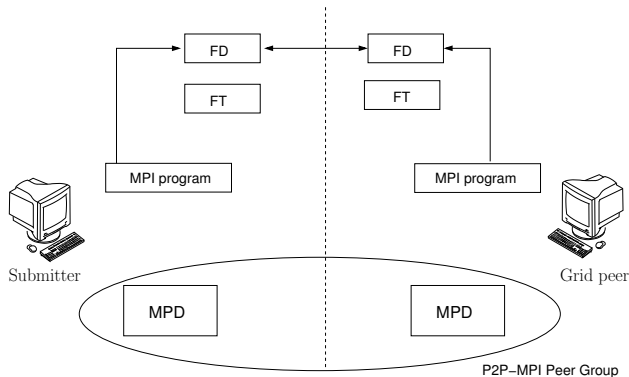 FD
FD
FT
FT
MPI program
MPI program
Submitter
Grid peer
MPD
MPD
P2P−MPI Peer Group